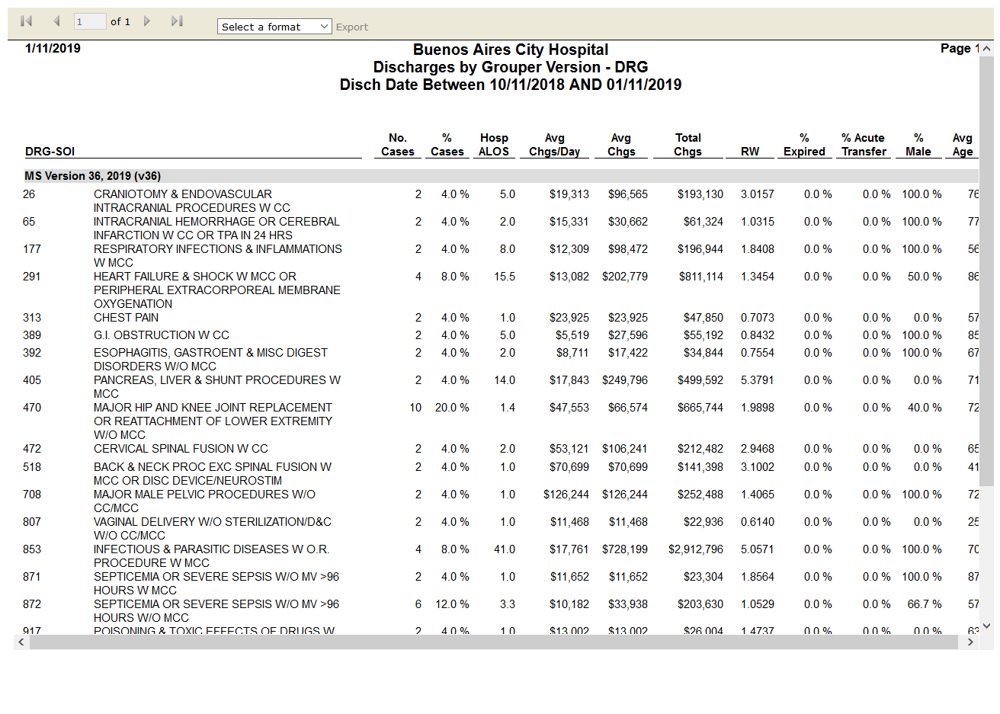 1 of 1 Select a format Export
1/11/2019 Buenos Aires City Hospital Page 1
Discharges by Grouper Version - DRG
Disch Date Between 10/11/2018 AND 01/11/2019
No. % Hosp Avg Avg Total % % Acute % Avg
DRG-SOI Cases Cases ALOS Chgs/Day Chgs Chgs RW Expired Transfer Male Age
MS Version 36, 2019 (v36)
26 CRANIOTOMY & ENDOVASCULAR 2 4.0 % 5.0 $19,313 $96,565 $193,130 3.0157 0.0 % 0.0 % 100.0 % 76
INTRACRANIAL PROCEDURES W CC
65 INTRACRANIAL HEMORRHAGE OR CEREBRAL 2 4.0 % 2.0 $15,331 $30,662 $61,324 1.0315 0.0 % 0.0 % 100.0 % 77
INFARCTION W CC OR TPA IN 24 HRS
177 RESPIRATORY INFECTIONS & INFLAMMATIONS 2 4.0 % 8.0 $12,309 $98,472 $196,944 1.8408 0.0 % 0.0 % 100.0 % 56
W MCC
291 HEART FAILURE & SHOCK W MCC OR 4 8.0 % 15.5 $13,082 $202,779 $811,114 1.3454 0.0 % 0.0 % 50.0 % 86
PERIPHERAL EXTRACORPOREAL MEMBRANE
OXYGENATION
313 CHEST PAIN 2 4.0 % 1.0 $23,925 $23,925 $47,850 0.7073 0.0 % 0.0 % 0.0 % 57
389 G.I. OBSTRUCTION W CC 2 4.0 % 5.0 $5,519 $27,596 $55,192 0.8432 0.0 % 0.0 % 100.0 % 85
392 ESOPHAGITIS, GASTROENT & MISC DIGEST 2 4.0 % 2.0 $8,711 $17,422 $34,844 0.7554 0.0 % 0.0 % 100.0 % 67
DISORDERS W/O MCC
405 PANCREAS, LIVER & SHUNT PROCEDURES W 2 4.0 % 14.0 $17,843 $249,796 $499,592 5.3791 0.0 % 0.0 % 0.0 % 71
MCC
470 MAJOR HIP AND KNEE JOINT REPLACEMENT 10 20.0 % 1.4 $47,553 $66,574 $665,744 1.9898 0.0 % 0.0 % 40.0 % 72
OR REATTACHMENT OF LOWER EXTREMITY
W/O MCC
472 CERVICAL SPINAL FUSION W CC 2 4.0 % 2.0 $53,121 $106,241 $212,482 2.9468 0.0 % 0.0 % 0.0 % 65
518 BACK & NECK PROC EXC SPINAL FUSION W 2 4.0 % 1.0 $70,699 $70,699 $141,398 3.1002 0.0 % 0.0 % 0.0 % 41
MCC OR DISC DEVICE/NEUROSTIM
708 MAJOR MALE PELVIC PROCEDURES W/O 2 4.0 % 1.0 $126,244 $126,244 $252,488 1.4065 0.0 % 0.0 % 100.0 % 72
CC/MCC
807 VAGINAL DELIVERY W/O STERILIZATION/D&C 2 4.0 % 1.0 $11,468 $11,468 $22,936 0.6140 0.0 % 0.0 % 0.0 % 25
W/O CC/MCC
853 INFECTIOUS & PARASITIC DISEASES W O.R. 4 8.0 % 41.0 $17,761 $728,199 $2,912,796 5.0571 0.0 % 0.0 % 100.0 % 70
PROCEDURE W MCC
871 SEPTICEMIA OR SEVERE SEPSIS W/O MV >96 2 4.0 % 1.0 $11,652 $11,652 $23,304 1.8564 0.0 % 0.0 % 100.0 % 87
HOURS W MCC
872 SEPTICEMIA OR SEVERE SEPSIS W/O MV >96 6 12.0 % 3.3 $10,182 $33,938 $203,630 1.0529 0.0 % 0.0 % 66.7 % 57
HOURS W/O MCC
917 POISONING & TOXIC EFFECTS OF DRUGS W 2 4.0 % 1.0 $13,002 $13,002 $26,004 1.4737 0.0 % 0.0 % 0.0 % 63